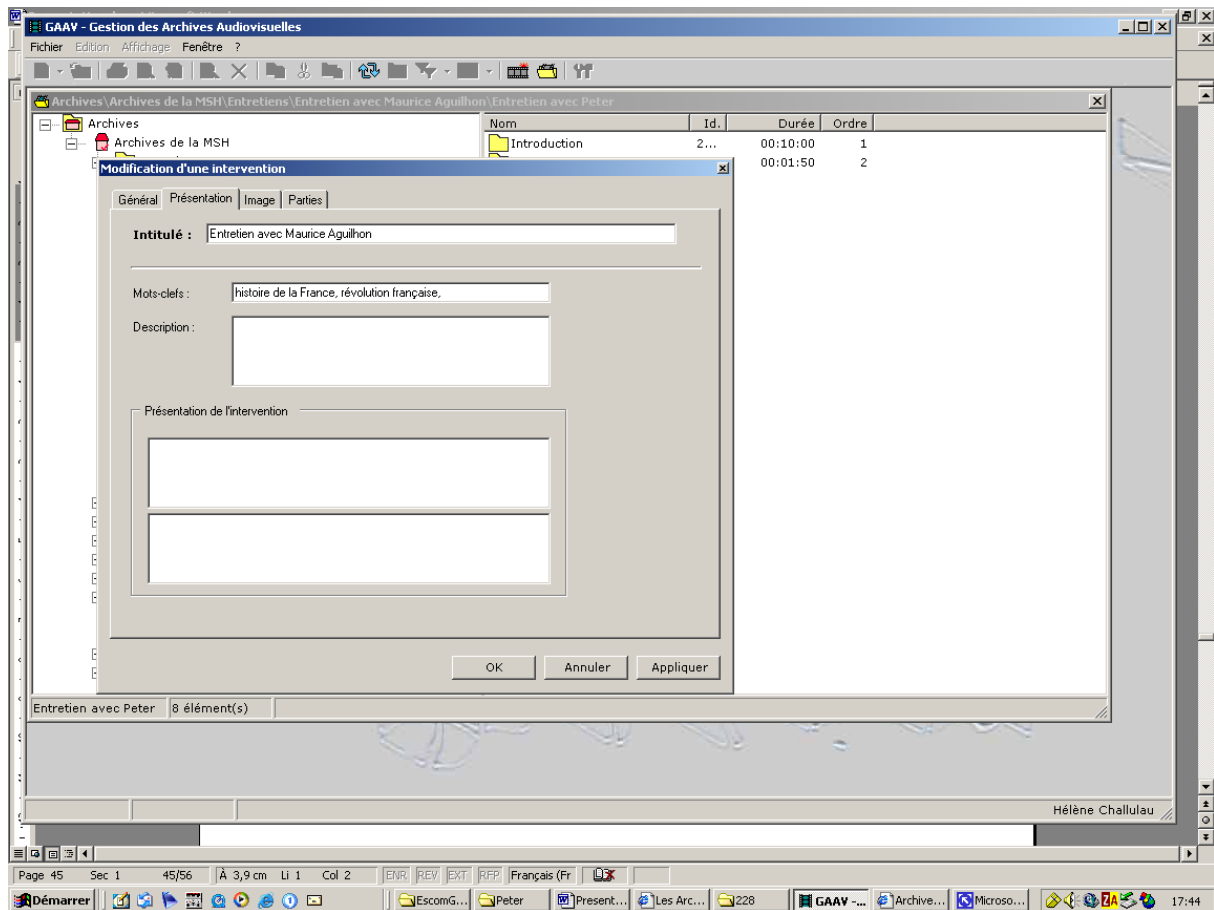 GAAV - Gestion des Archives Audiovisuelles
Fichier Edition Affichage Fenêtre ?
Archives\Archives de la MSH\Entretiens\Entretien avec Maurice Aguilhon\Entretien avec Peter
Archives
Archives de la MSH
Nom Id. Durée Ordre
Introduction 2... 00:10:00 1
00:01:50 2
Modification d'une intervention
Général Présentation Image Parties
Intitulé : Entretien avec Maurice Aguilhon
Mots-clefs : histoire de la France, révolution française,
Description :
Présentation de l'intervention
OK Annuler Appliquer
Entretien avec Peter 8 élément(s)
Hélène Challulau
Page 45 Sec 1 45/56 À 3,9 cm Li 1 Col 2 ENR REV EXT RFP Français (Fr
Démarrer EscomG... Peter Present... Les Arc... 228 GAAV -... Archive... Microso... 17:44